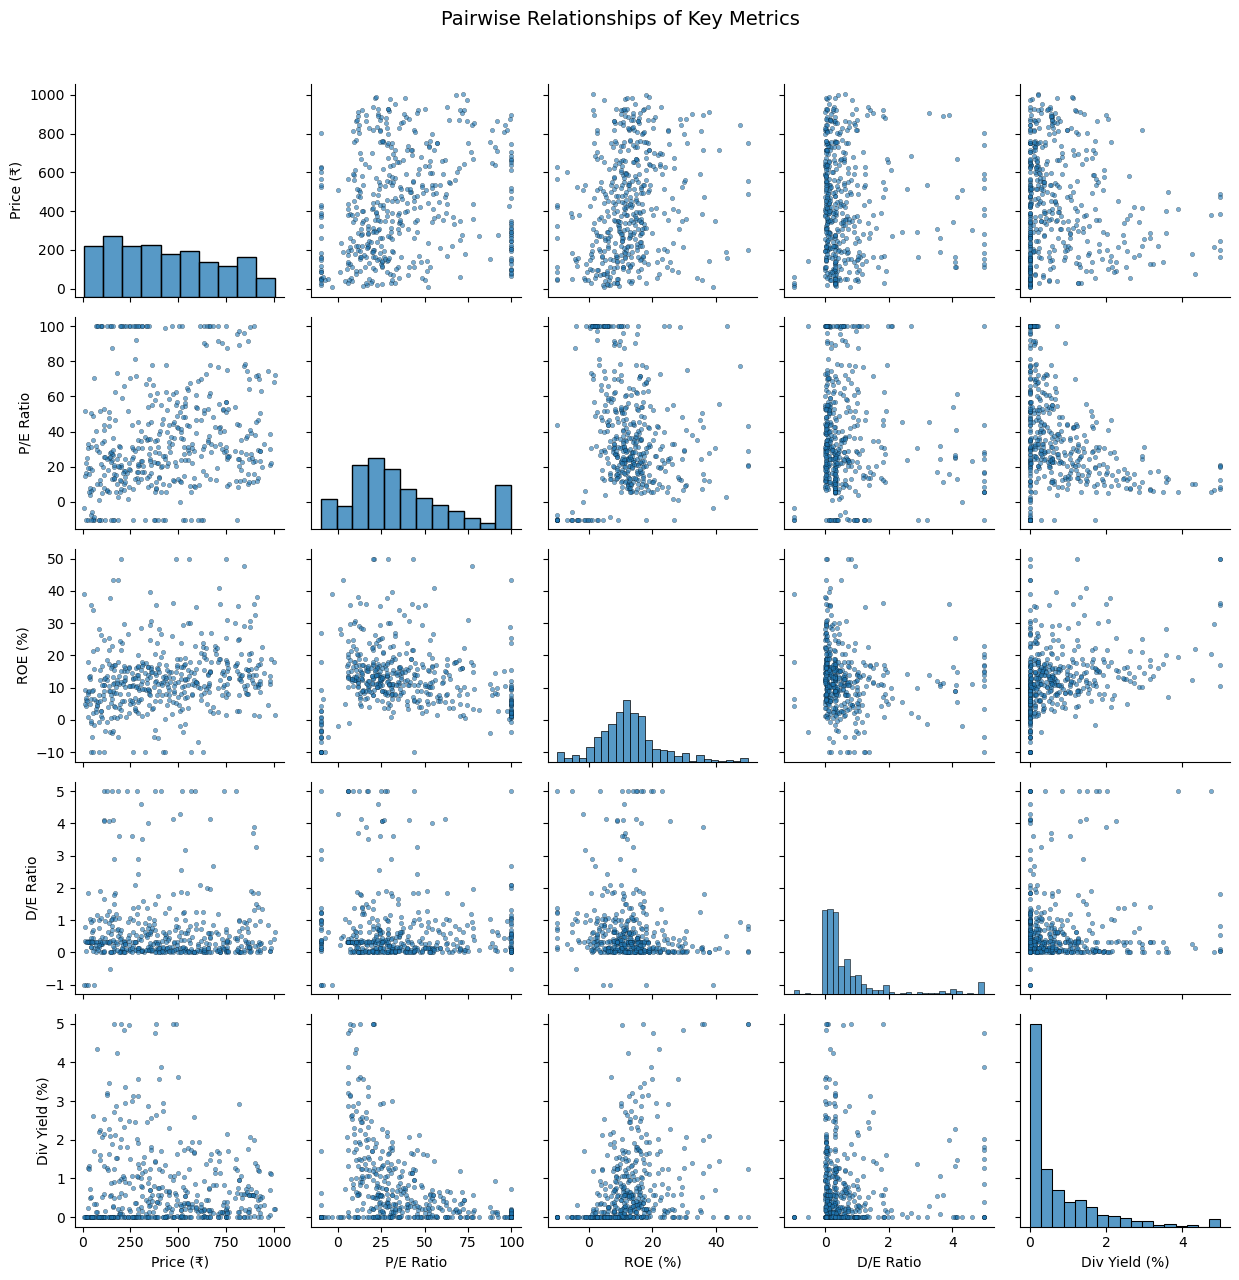 Pairwise Relationships of Key Metrics
1000
800
600
400
200
0
Price (₹)
100
80
60
40
20
0
P/E Ratio
50
40
30
20
10
0
−10
ROE (%)
5
4
3
2
1
0
−1
D/E Ratio
5
4
3
2
1
0
Div Yield (%)
0 250 500 750 1000
0 25 50 75 100
0 20 40
0 2 4
0 2 4
Price (₹) P/E Ratio ROE (%) D/E Ratio Div Yield (%)